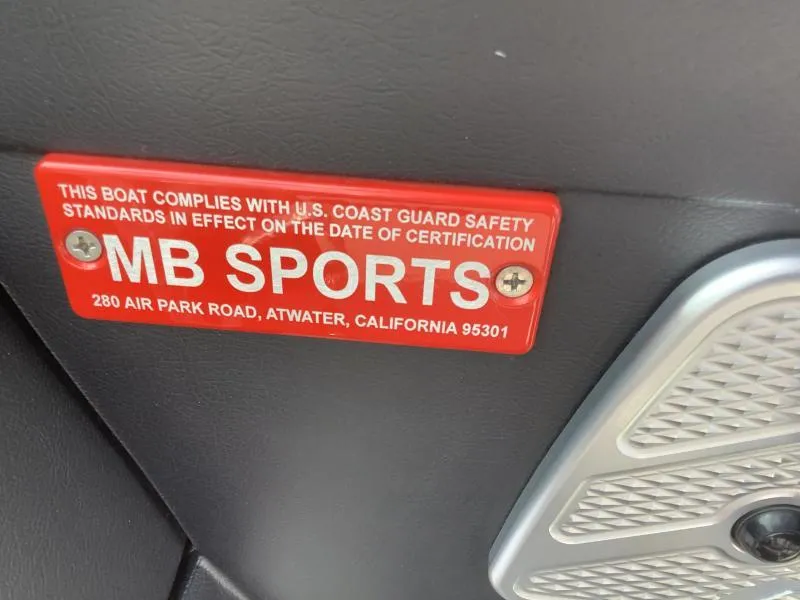 THIS BOAT COMPLIES WITH U.S. COAST GUARD SAFETY
STANDARDS IN EFFECT ON THE DATE OF CERTIFICATION
MB SPORTS
280 AIR PARK ROAD, ATWATER, CALIFORNIA 95301